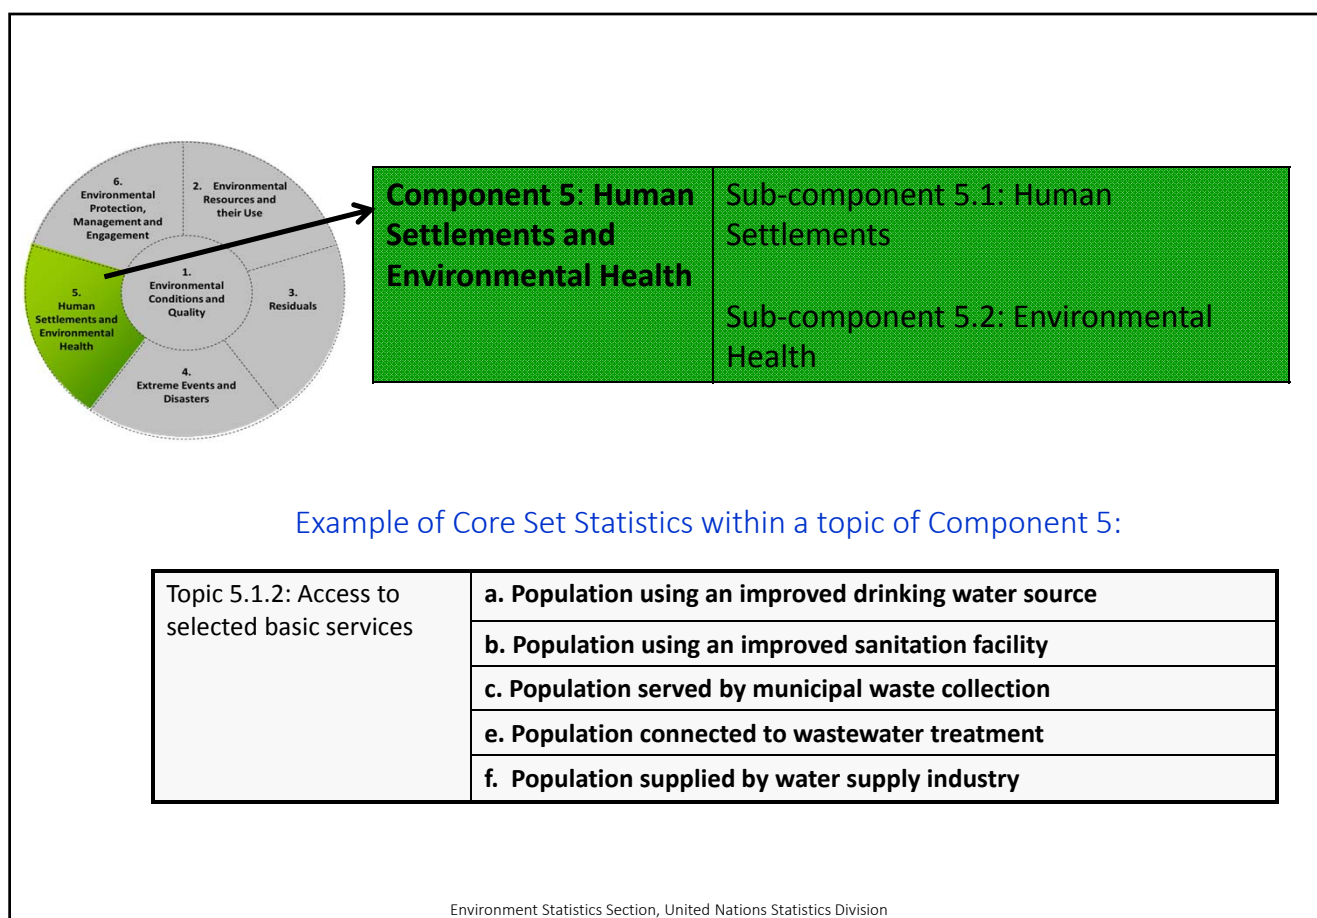 6.
Environmental
Protection,
Management and
Engagement
2. Environmental
Resources and
their Use
1.
Environmental
Conditions and
Quality
3.
Residuals
5.
Human
Settlements and
Environmental
Health
4.
Extreme Events and
Disasters
Component 5: Human
Settlements and
Environmental Health
Sub-component 5.1: Human
Settlements
Sub-component 5.2: Environmental
Health
Example of Core Set Statistics within a topic of Component 5:
Topic 5.1.2: Access to
selected basic services
a. Population using an improved drinking water source
b. Population using an improved sanitation facility
c. Population served by municipal waste collection
e. Population connected to wastewater treatment
f. Population supplied by water supply industry
Environment Statistics Section, United Nations Statistics Division